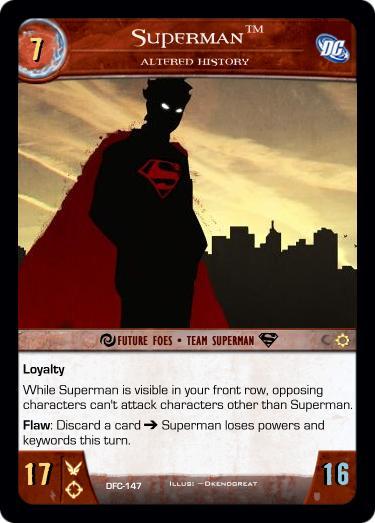 7
SUPERMAN™
DC
ALTERED HISTORY
S
FUTURE FOES • TEAM SUPERMAN
Loyalty
While Superman is visible in your front row, opposing
characters can't attack characters other than Superman.
Flaw: Discard a card ➔ Superman loses powers and
keywords this turn.
17
DFC-147
ILLUS: ~DKENDGREAT
16